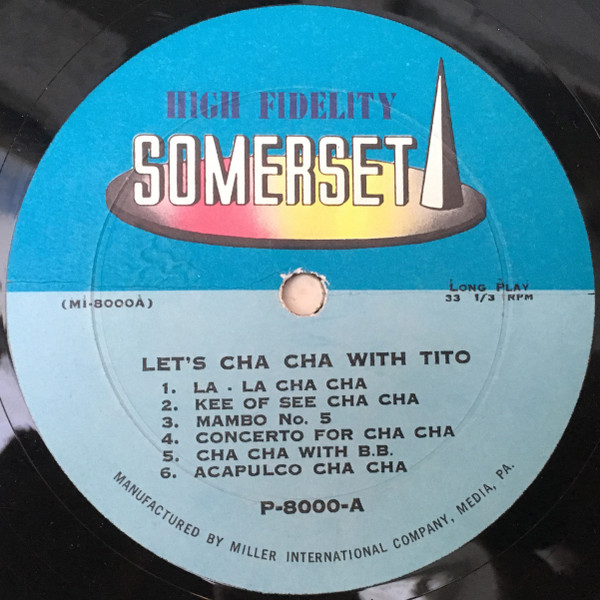 HIGH FIDELITY
SOMERSET
LONG PLAY
(MI-8000A) 33 1/3 RPM
LET'S CHA CHA WITH TITO
1. LA - LA CHA CHA
2. KEE OF SEE CHA CHA
3. MAMBO No. 5
4. CONCERTO FOR CHA CHA
5. CHA CHA WITH B.B.
6. ACAPULCO CHA CHA
P-8000-A
MANUFACTURED BY MILLER INTERNATIONAL COMPANY, MEDIA, PA.